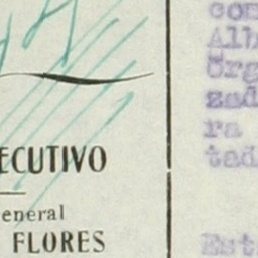 ECUTIVO
eneral
FLORES
con
Alb
Órg
zad
ra
tad
Est